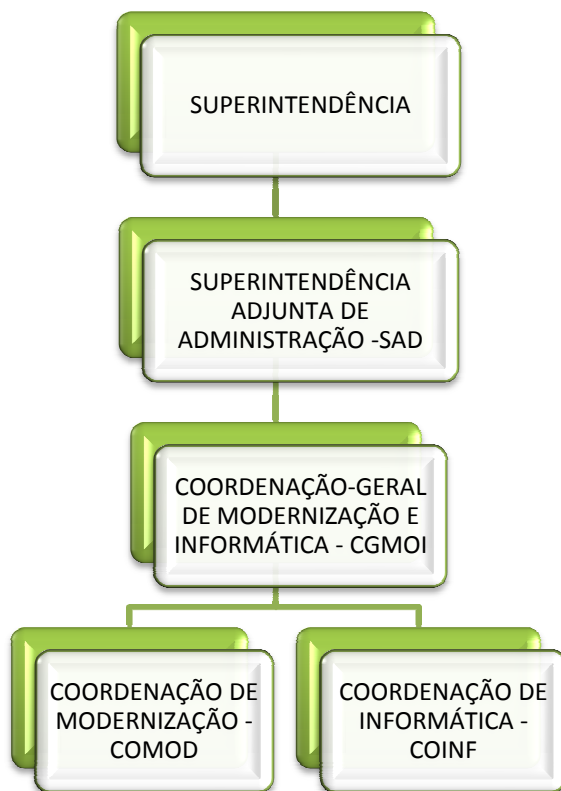 SUPERINTENDÊNCIA
SUPERINTENDÊNCIA
ADJUNTA DE
ADMINISTRAÇÃO -SAD
COORDENAÇÃO-GERAL
DE MODERNIZAÇÃO E
INFORMÁTICA - CGMOI
COORDENAÇÃO DE
MODERNIZAÇÃO -
COMOD
COORDENAÇÃO DE
INFORMÁTICA -
COINF